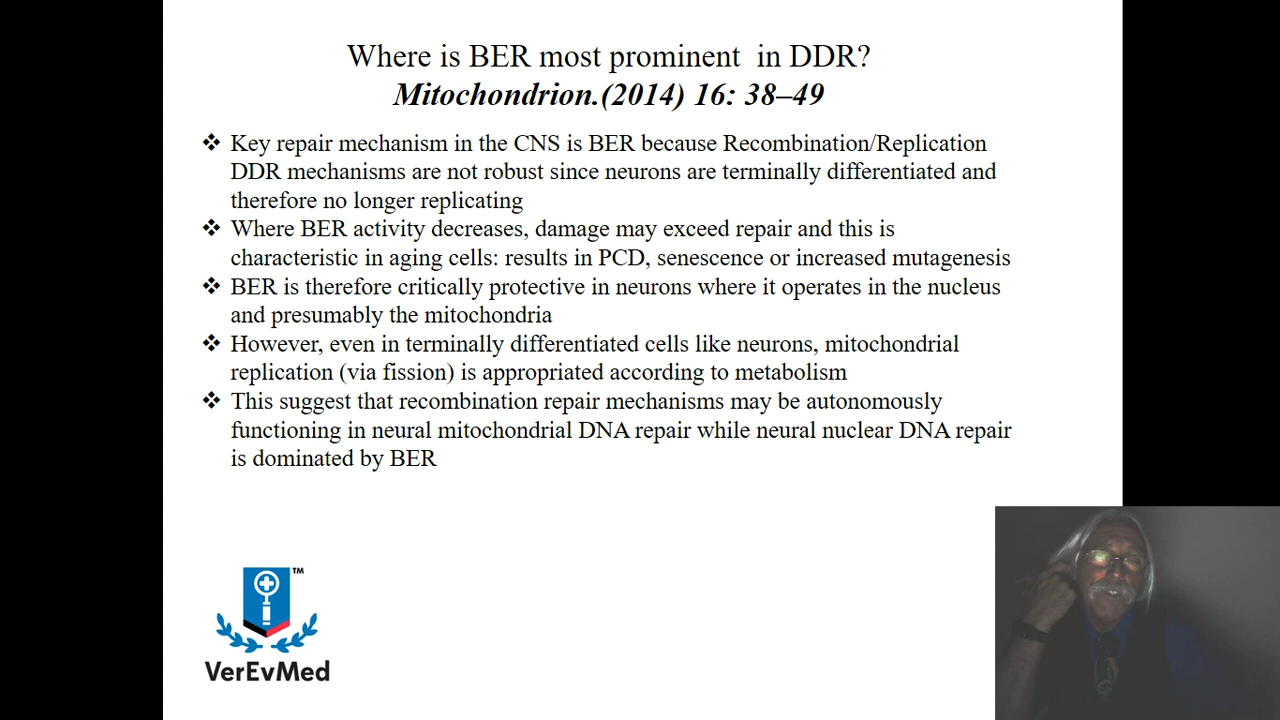 Where is BER most prominent  in DDR?
Mitochondrion.(2014) 16: 38–49
❖ Key repair mechanism in the CNS is BER because Recombination/Replication
DDR mechanisms are not robust since neurons are terminally differentiated and
therefore no longer replicating
❖ Where BER activity decreases, damage may exceed repair and this is
characteristic in aging cells: results in PCD, senescence or increased mutagenesis
❖ BER is therefore critically protective in neurons where it operates in the nucleus
and presumably the mitochondria
❖ However, even in terminally differentiated cells like neurons, mitochondrial
replication (via fission) is appropriated according to metabolism
❖ This suggest that recombination repair mechanisms may be autonomously
functioning in neural mitochondrial DNA repair while neural nuclear DNA repair
is dominated by BER
TM
VerEvMed